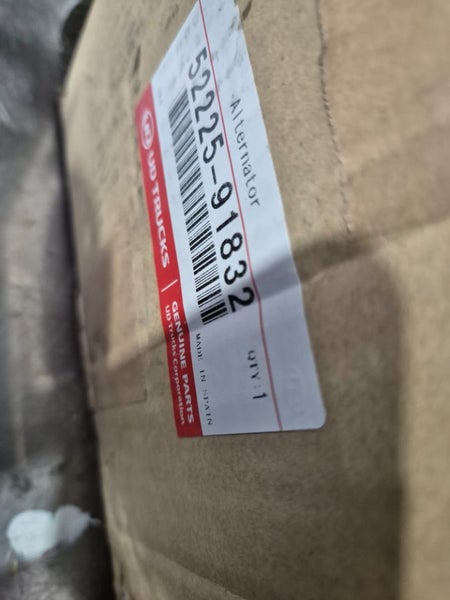 Alternator
52225-91832
QTY:1
MADE IN SPAIN
UD TRUCKS
GENUINE PARTS
UD Trucks Corporation